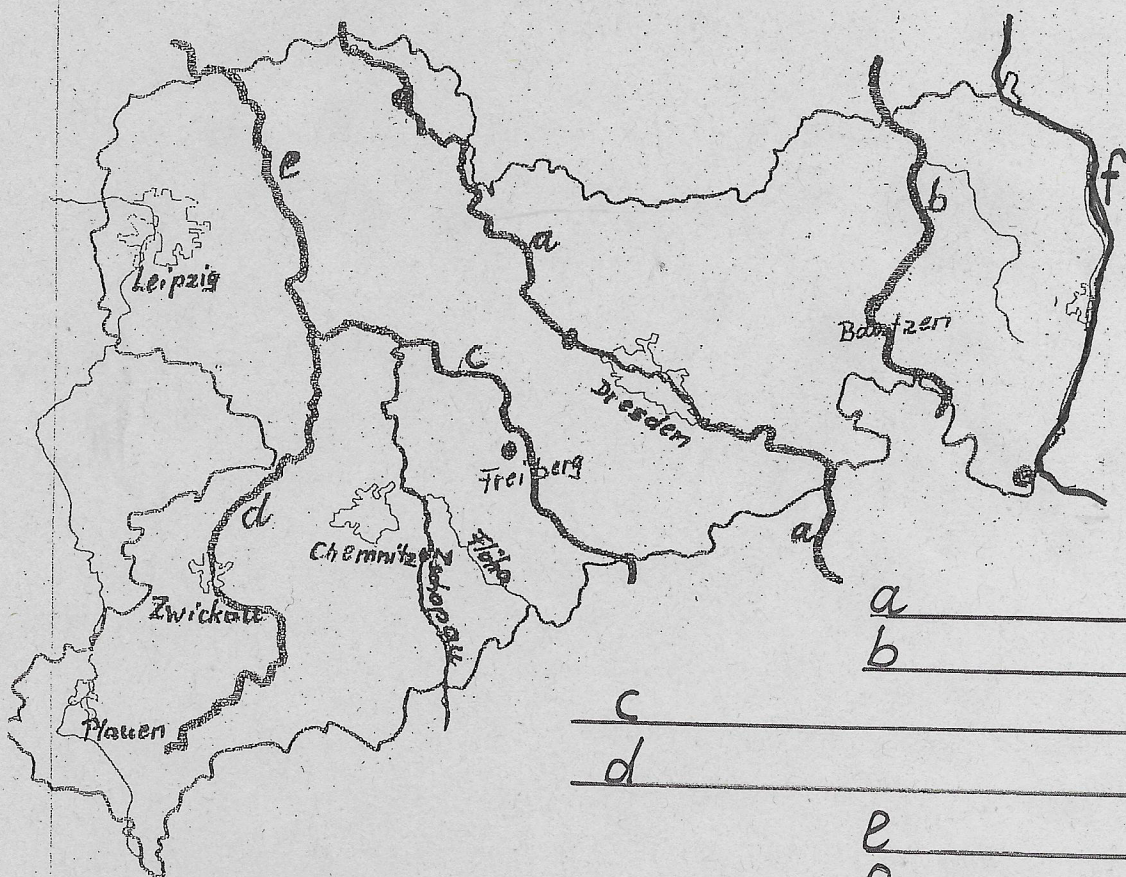 e
f
b
a
Leipzig
Bautzen
c
Dresden
Freiberg
d
a
Chemnitz
Flöha
Zschopau
Zwickau
Plauen
a
b
c
d
e